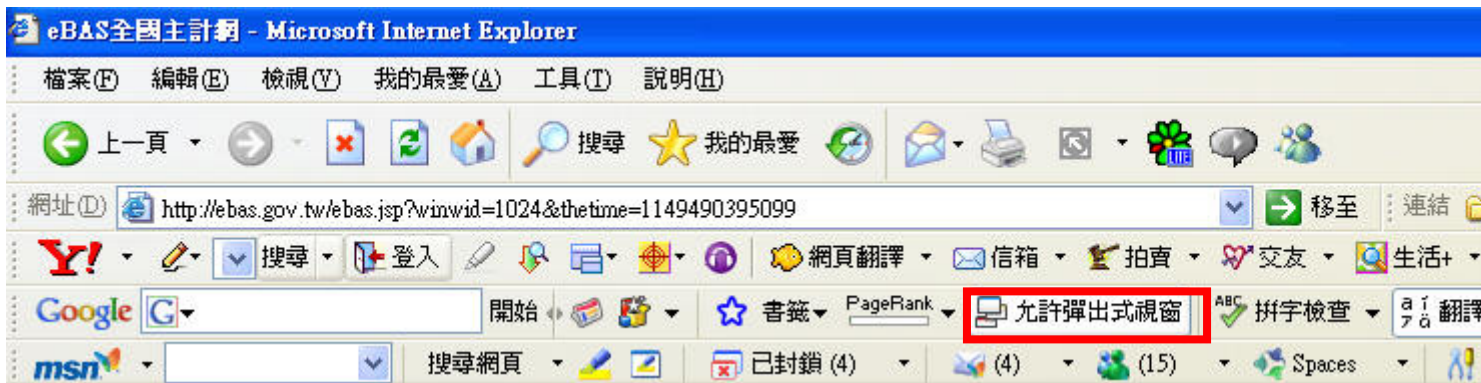 eBAS全國主計網 - Microsoft Internet Explorer
檔案(F) 編輯(E) 檢視(V) 我的最愛(A) 工具(T) 說明(H)
上一頁 搜尋 我的最愛 LITE
網址(D) http://ebas.gov.tw/ebas.jsp?winwid=1024&thetime=1149490395099 移至 連結
Y! 搜尋 登入 網頁翻譯 信箱 拍賣 交友 生活+
Google G 開始 書籤 PageRank 允許彈出式視窗 ABC 拼字檢查 翻譯
msn 搜尋網頁 已封鎖 (4) (4) (15) Spaces